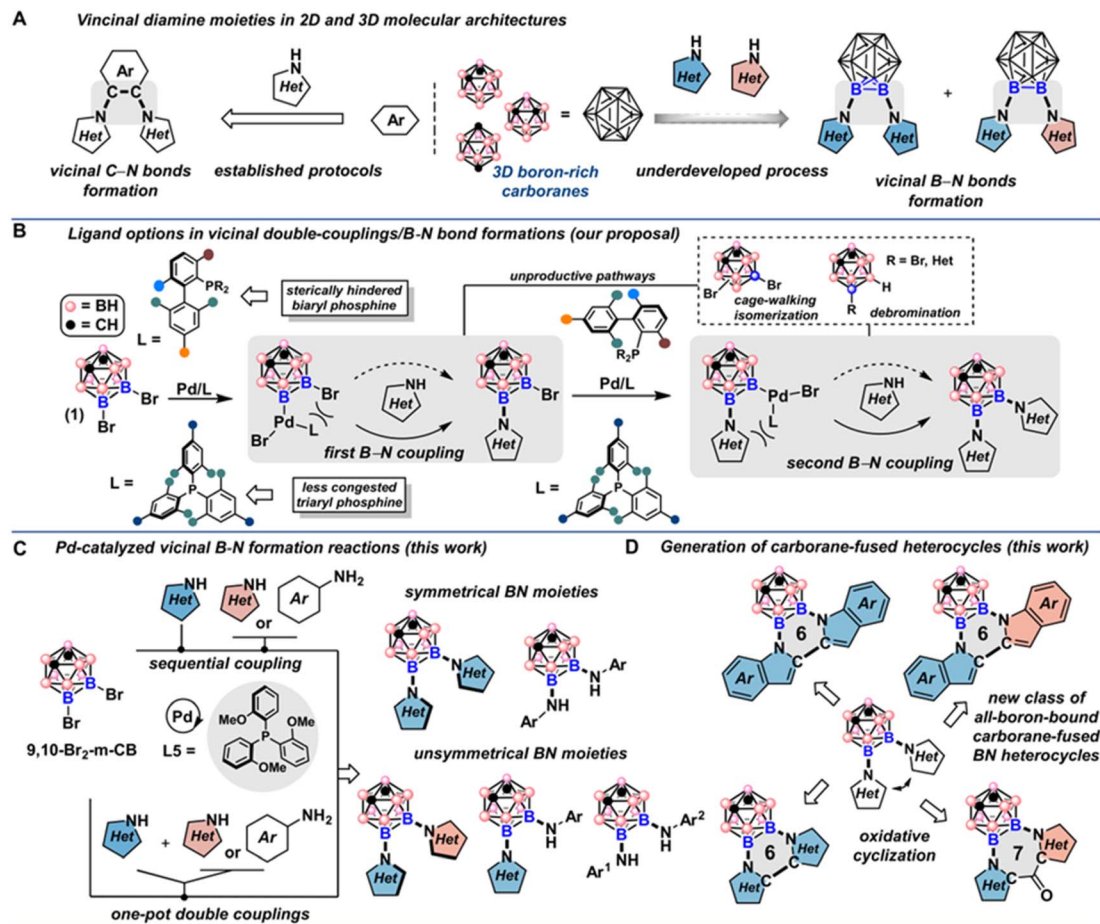 A Vincinal diamine moieties in 2D and 3D molecular architectures
H
N
Het
H
N
Het
H
N
Het
Ar
C–C
N
N
Het
Het
Ar
=
B B
N
N
Het
Het
+
B B
N
N
Het
Het
vicinal C–N bonds
formation
established protocols
3D boron-rich
carboranes
underdeveloped process
vicinal B–N bonds
formation
B Ligand options in vicinal double-couplings/B-N bond formations (our proposal)
= BH
= CH
L =
PR2
sterically hindered
biaryl phosphine
unproductive pathways
Br
Br
cage-walking
isomerization
R = Br, Het
H
R
debromination
(1)
B
B
Br
Br
Pd/L
B
B
Br
Pd
Br
L
NH
Het
first B–N coupling
B
B
Br
N
Het
R2P
Pd/L
B
B
Pd
Br
L
N
Het
NH
Het
second B–N coupling
B
B
N
Het
N
Het
L =
P
less congested
triaryl phosphine
L =
P
C Pd-catalyzed vicinal B-N formation reactions (this work)
NH
Het
NH
Het
or
NH2
Ar
sequential coupling
B
B
Br
Br
9,10-Br2-m-CB
Pd
L5 =
MeO
OMe
P
OMe
NH
Het
+
NH
Het
or
NH2
Ar
one-pot double couplings
symmetrical BN moieties
B
B
N
Het
N
Het
B
B
N
H
Ar
NH
Ar
unsymmetrical BN moieties
B
B
N
Het
N
Het
B
B
N
H
Ar
N
Het
B
B
N
H
Ar2
NH
Ar1
D Generation of carborane-fused heterocycles (this work)
B
B
N
N
6
C
C
Ar
Ar
B
B
N
N
6
C
C
Ar
Ar
B
B
N
Het
N
Het
new class of
all-boron-bound
carborane-fused
BN heterocycles
oxidative
cyclization
B
B
N
Het
6
N
Het
C
C
B
B
N
Het
7
N
Het
C
O